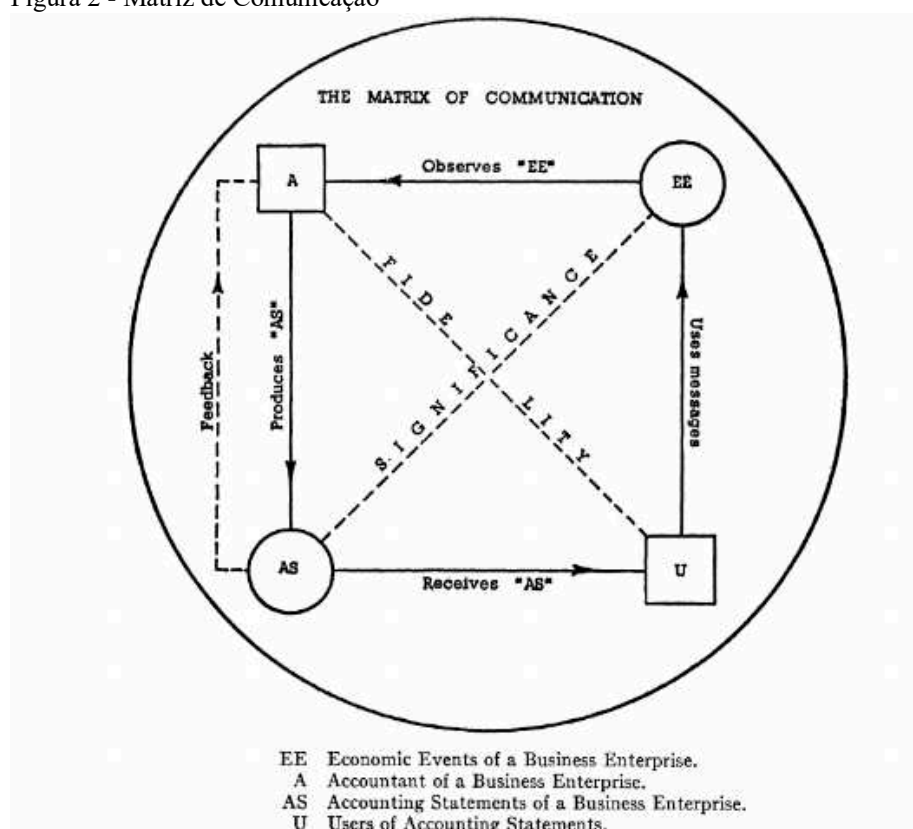 Figura 2 - Matriz de Comunicação
THE MATRIX OF COMMUNICATION
A
Observes "EE"
EE
FIDELITY
SIGNIFICANCE
Feedback
Produces "AS"
Uses messages
AS
Receives "AS"
U
EE Economic Events of a Business Enterprise.
A Accountant of a Business Enterprise.
AS Accounting Statements of a Business Enterprise.
U Users of Accounting Statements.